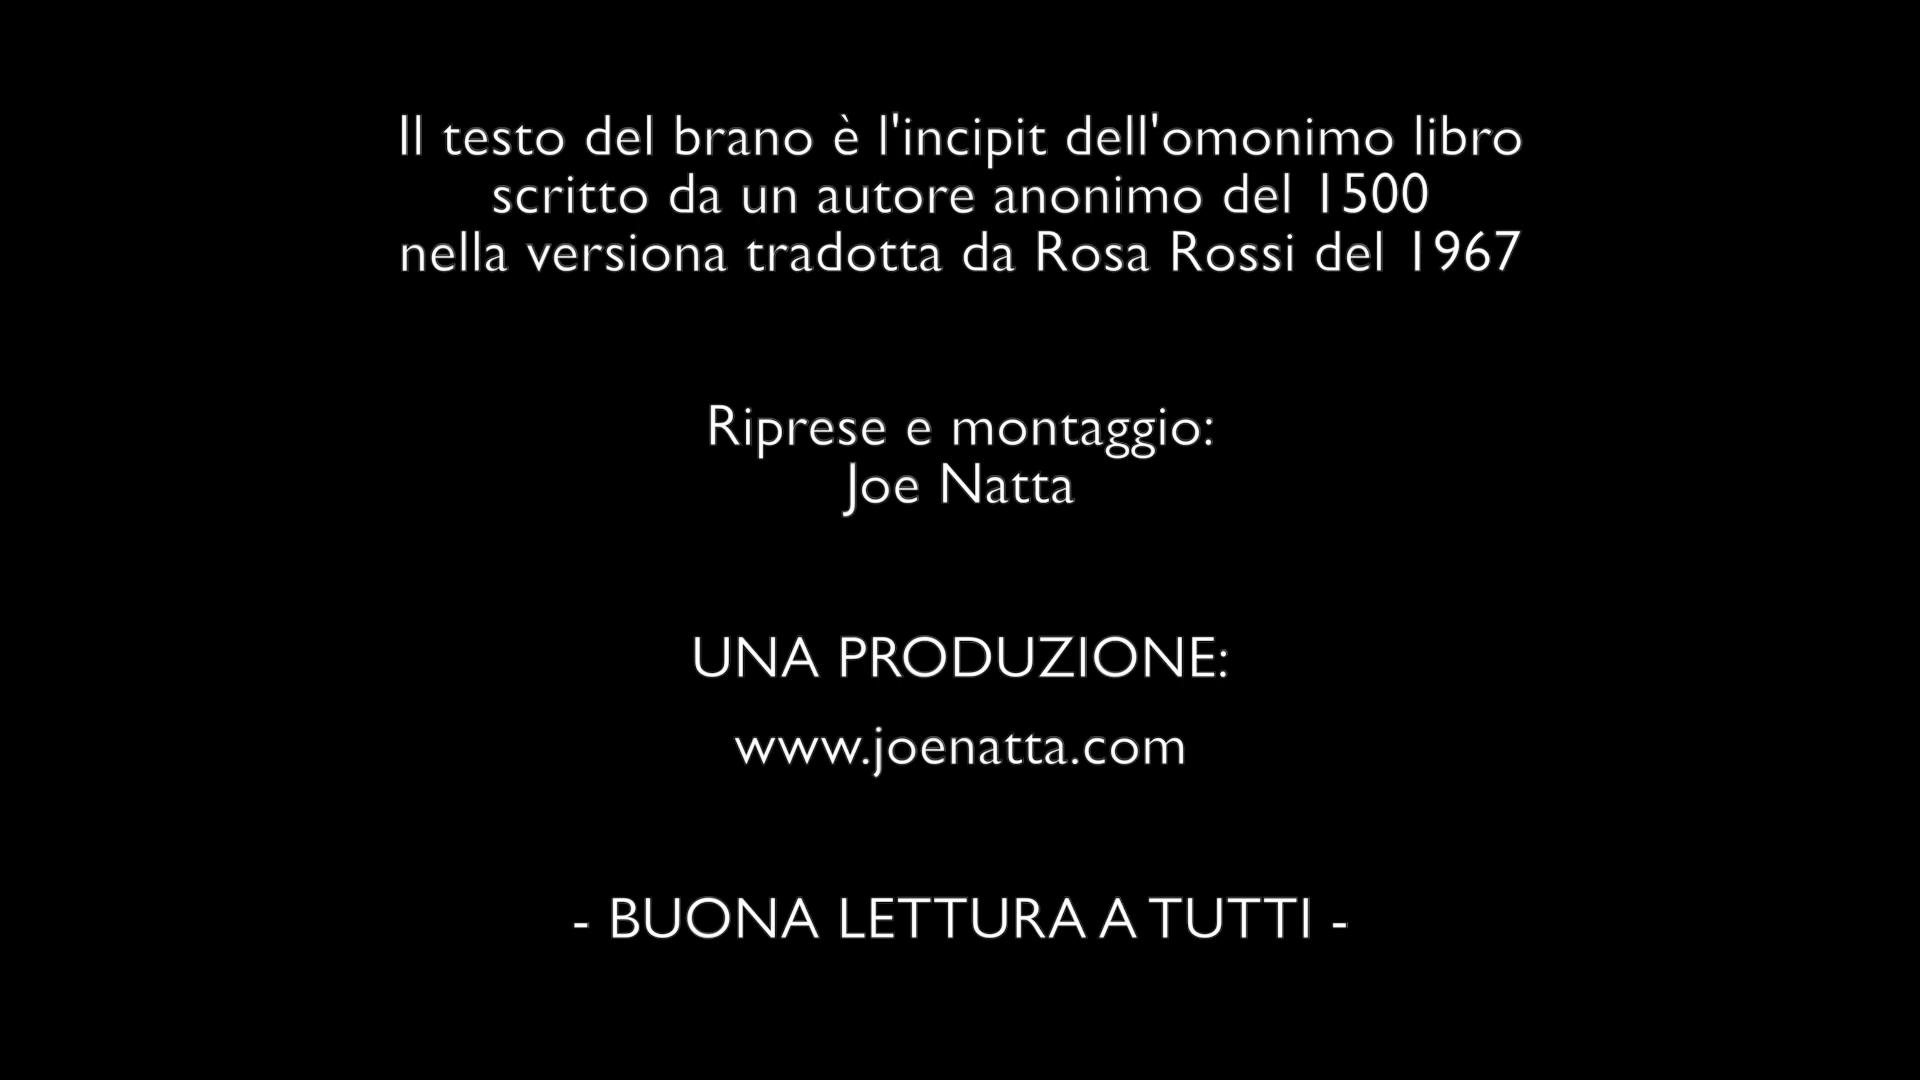 Il testo del brano è l'incipit dell'omonimo libro
scritto da un autore anonimo del 1500
nella versiona tradotta da Rosa Rossi del 1967
Riprese e montaggio:
Joe Natta
UNA PRODUZIONE:
www.joenatta.com
- BUONA LETTURA A TUTTI -